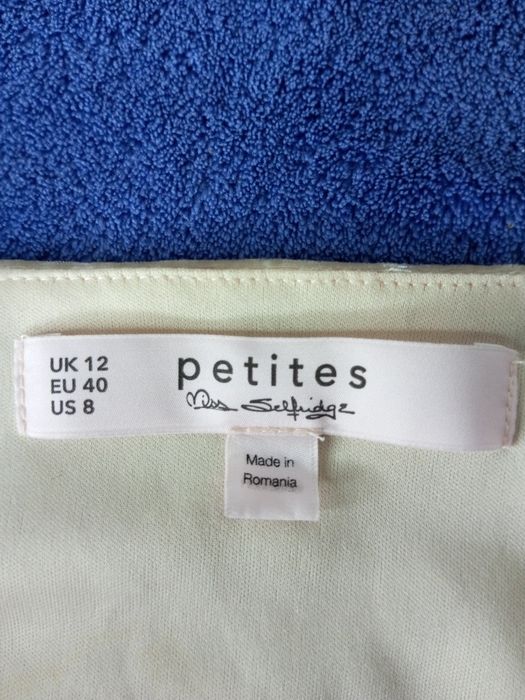 UK 12
EU 40
US 8
petites
Miss Selfridge
Made in
Romania